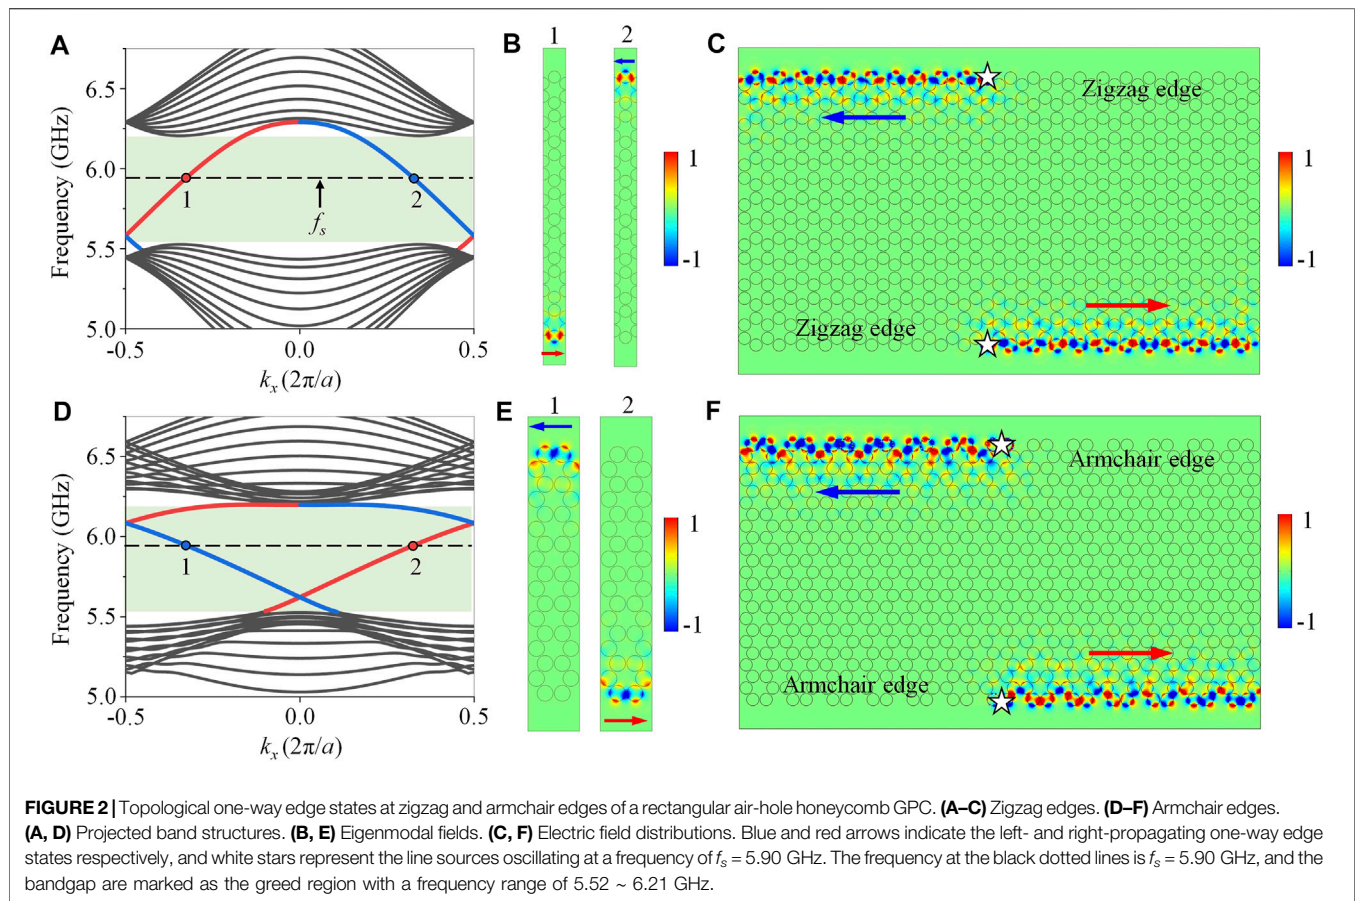 A
Frequency (GHz)
6.5
6.0
5.5
5.0
1
2
fs
-0.5
0.0
0.5
kx (2π/a)
B
1
2
1
-1
C
Zigzag edge
Zigzag edge
1
-1
D
Frequency (GHz)
6.5
6.0
5.5
5.0
1
2
-0.5
0.0
0.5
kx (2π/a)
E
1
2
1
-1
F
Armchair edge
Armchair edge
1
-1
FIGURE 2 | Topological one-way edge states at zigzag and armchair edges of a rectangular air-hole honeycomb GPC. (A–C) Zigzag edges. (D–F) Armchair edges.
(A, D) Projected band structures. (B, E) Eigenmodal fields. (C, F) Electric field distributions. Blue and red arrows indicate the left- and right-propagating one-way edge
states respectively, and white stars represent the line sources oscillating at a frequency of fs = 5.90 GHz. The frequency at the black dotted lines is fs = 5.90 GHz, and the
bandgap are marked as the greed region with a frequency range of 5.52 ~ 6.21 GHz.